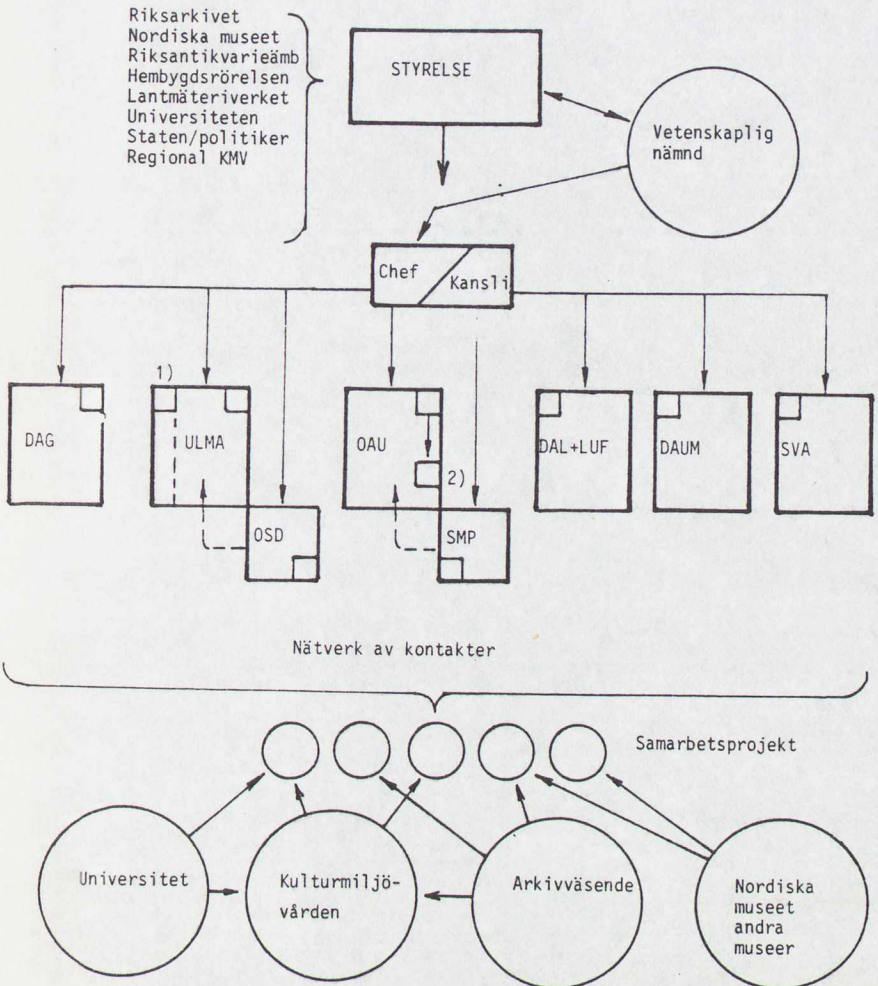 Riksarkivet
Nordiska museet
Riksantikvarieämb
Hembygdsrörelsen
Lantmäteriverket
Universiteten
Staten/politiker
Regional KMV
STYRELSE
Vetenskaplig
nämnd
Chef
Kansli
1)
DAG
ULMA
OAU
2)
DAL+LUF
DAUM
SVA
OSD
SMP
Nätverk av kontakter
Samarbetsprojekt
Universitet
Kulturmiljö-
vården
Arkivväsende
Nordiska
museet
andra
museer